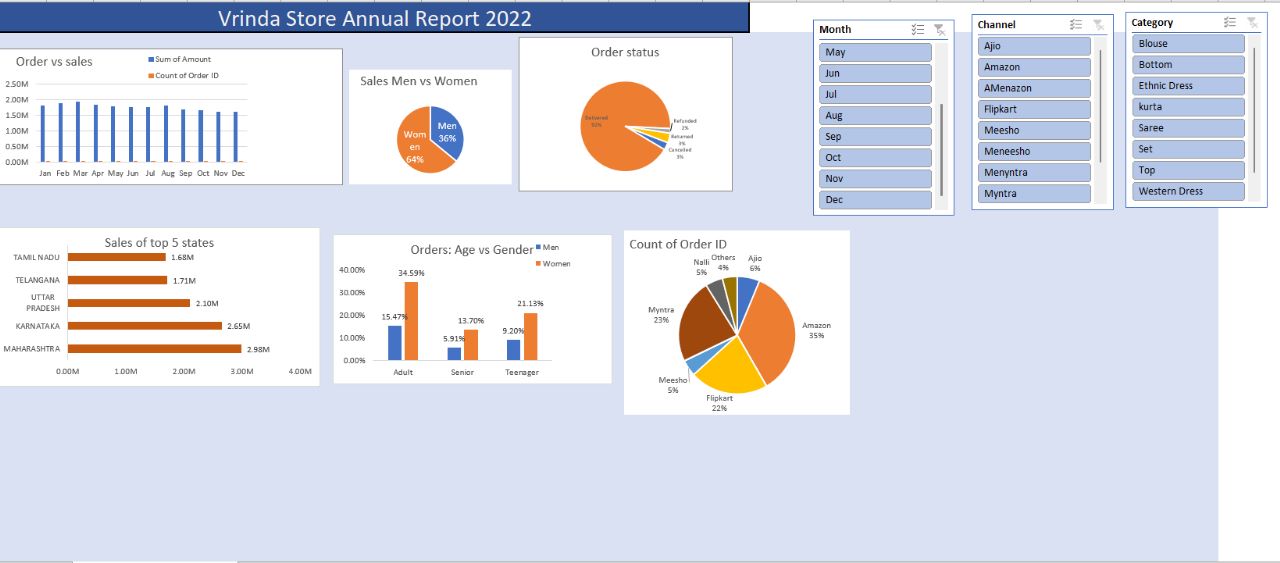 Vrinda Store Annual Report 2022
Order vs sales
Sum of Amount
Count of Order ID
2.50M
2.00M
1.50M
1.00M
0.50M
0.00M
Jan Feb Mar Apr May Jun Jul Aug Sep Oct Nov Dec
Sales Men vs Women
Men
36%
Wom
en
64%
Order status
Delivered
92%
Refunded
2%
Returned
3%
Cancelled
3%
Month
May
Jun
Jul
Aug
Sep
Oct
Nov
Dec
Channel
Ajio
Amazon
AMenazon
Flipkart
Meesho
Meneesho
Menyntra
Myntra
Category
Blouse
Bottom
Ethnic Dress
kurta
Saree
Set
Top
Western Dress
Sales of top 5 states
TAMIL NADU 1.68M
TELANGANA 1.71M
UTTAR
PRADESH 2.10M
KARNATAKA 2.65M
MAHARASHTRA 2.98M
0.00M 1.00M 2.00M 3.00M 4.00M
Orders: Age vs Gender
Men
Women
40.00%
30.00%
20.00%
10.00%
0.00%
15.47% 34.59%
5.91% 13.70%
9.20% 21.13%
Adult Senior Teenager
Count of Order ID
Nalli
5%
Others
4%
Ajio
6%
Myntra
23%
Amazon
35%
Meesho
5%
Flipkart
22%